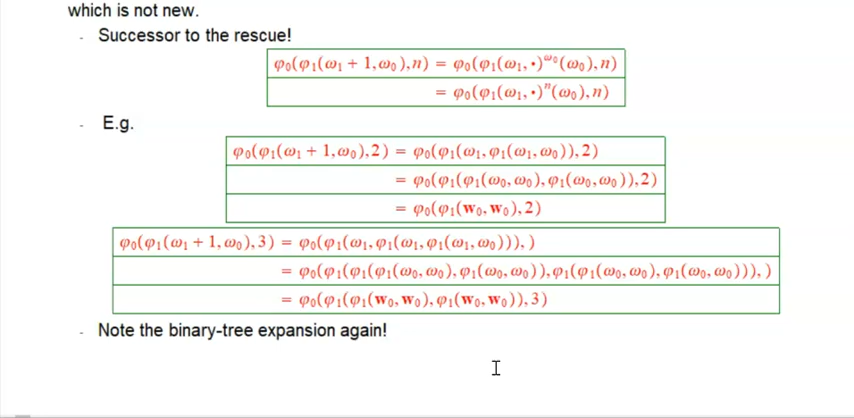 which is not new.
- Successor to the rescue!
φ₀(φ₁(ω₁ + 1, ω₀), n) = φ₀(φ₁(ω₁, •)^ω₀(ω₀), n)
= φ₀(φ₁(ω₁, •)ⁿ(ω₀), n)
- E.g.
φ₀(φ₁(ω₁ + 1, ω₀), 2) = φ₀(φ₁(ω₁, φ₁(ω₁, ω₀)), 2)
= φ₀(φ₁(φ₁(ω₀, ω₀), φ₁(ω₀, ω₀)), 2)
= φ₀(φ₁(w₀, w₀), 2)
φ₀(φ₁(ω₁ + 1, ω₀), 3) = φ₀(φ₁(ω₁, φ₁(ω₁, φ₁(ω₁, ω₀))), )
= φ₀(φ₁(φ₁(φ₁(ω₀, ω₀), φ₁(ω₀, ω₀)), φ₁(φ₁(ω₀, ω₀), φ₁(ω₀, ω₀))), )
= φ₀(φ₁(φ₁(w₀, w₀), φ₁(w₀, w₀)), 3)
- Note the binary-tree expansion again!